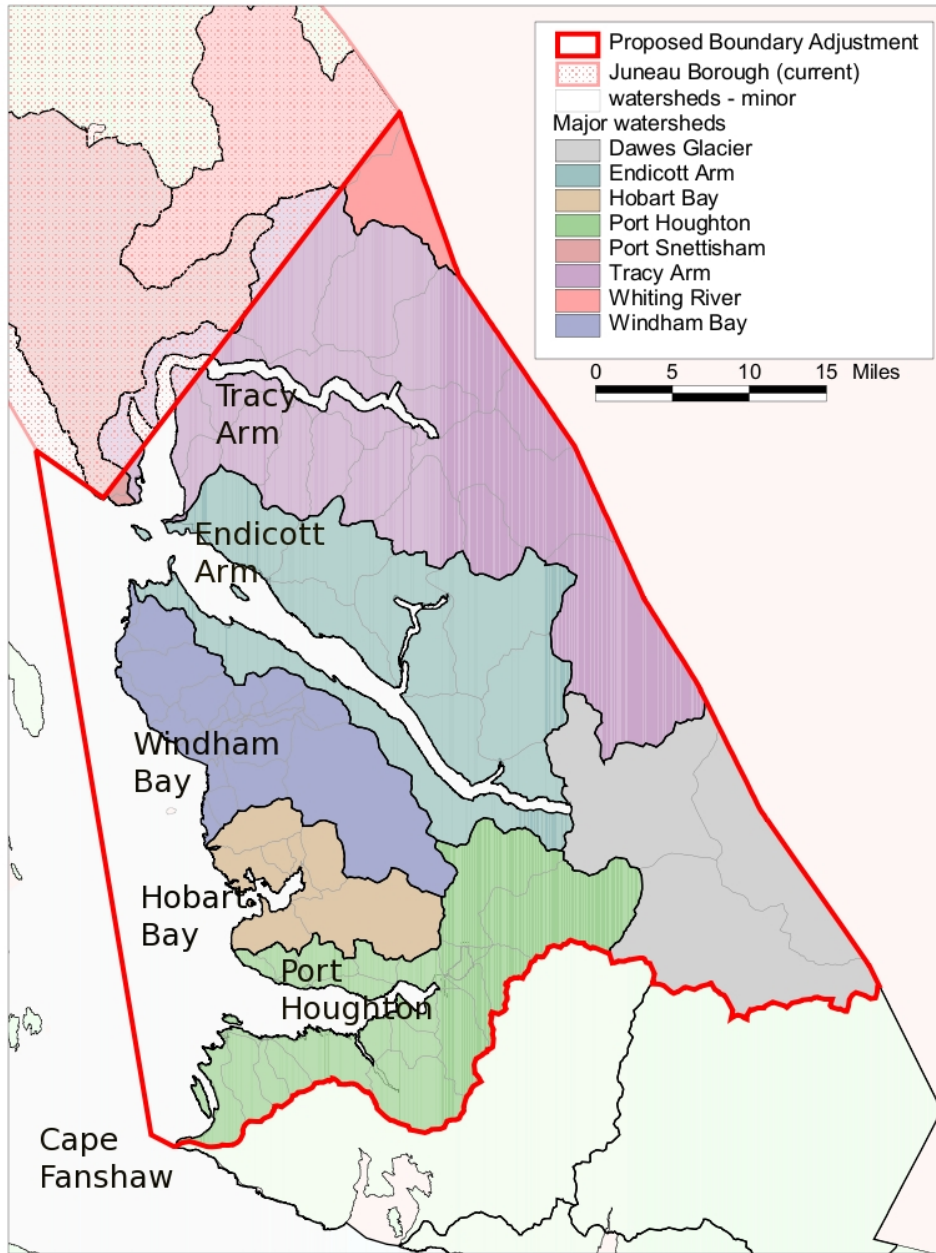 Proposed Boundary Adjustment
Juneau Borough (current)
watersheds - minor
Major watersheds
Dawes Glacier
Endicott Arm
Hobart Bay
Port Houghton
Port Snettisham
Tracy Arm
Whiting River
Windham Bay
0 5 10 15 Miles
Tracy
Arm
Endicott
Arm
Windham
Bay
Hobart
Bay
Port
Houghton
Cape
Fanshaw